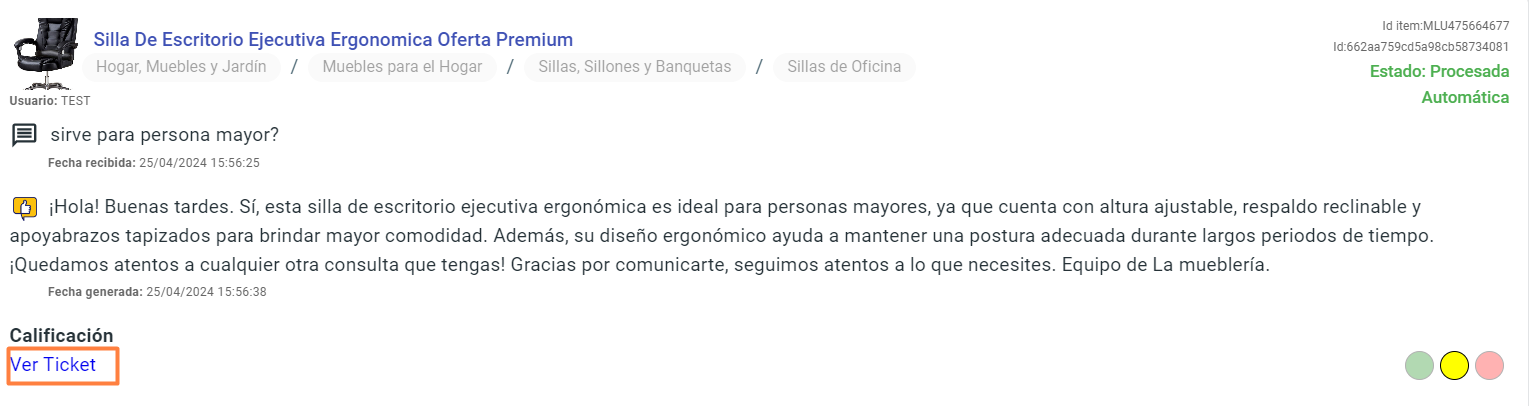 Silla De Escritorio Ejecutiva Ergonomica Oferta Premium
Id item:MLU475664677
Id:662aa759cd5a98cb58734081
Hogar, Muebles y Jardín / Muebles para el Hogar / Sillas, Sillones y Banquetas / Sillas de Oficina
Estado: Procesada
Automática
Usuario: TEST
sirve para persona mayor?
Fecha recibida: 25/04/2024 15:56:25
¡Hola! Buenas tardes. Sí, esta silla de escritorio ejecutiva ergonómica es ideal para personas mayores, ya que cuenta con altura ajustable, respaldo reclinable y
apoyabrazos tapizados para brindar mayor comodidad. Además, su diseño ergonómico ayuda a mantener una postura adecuada durante largos periodos de tiempo.
¡Quedamos atentos a cualquier otra consulta que tengas! Gracias por comunicarte, seguimos atentos a lo que necesites. Equipo de La mueblería.
Fecha generada: 25/04/2024 15:56:38
Calificación
Ver Ticket